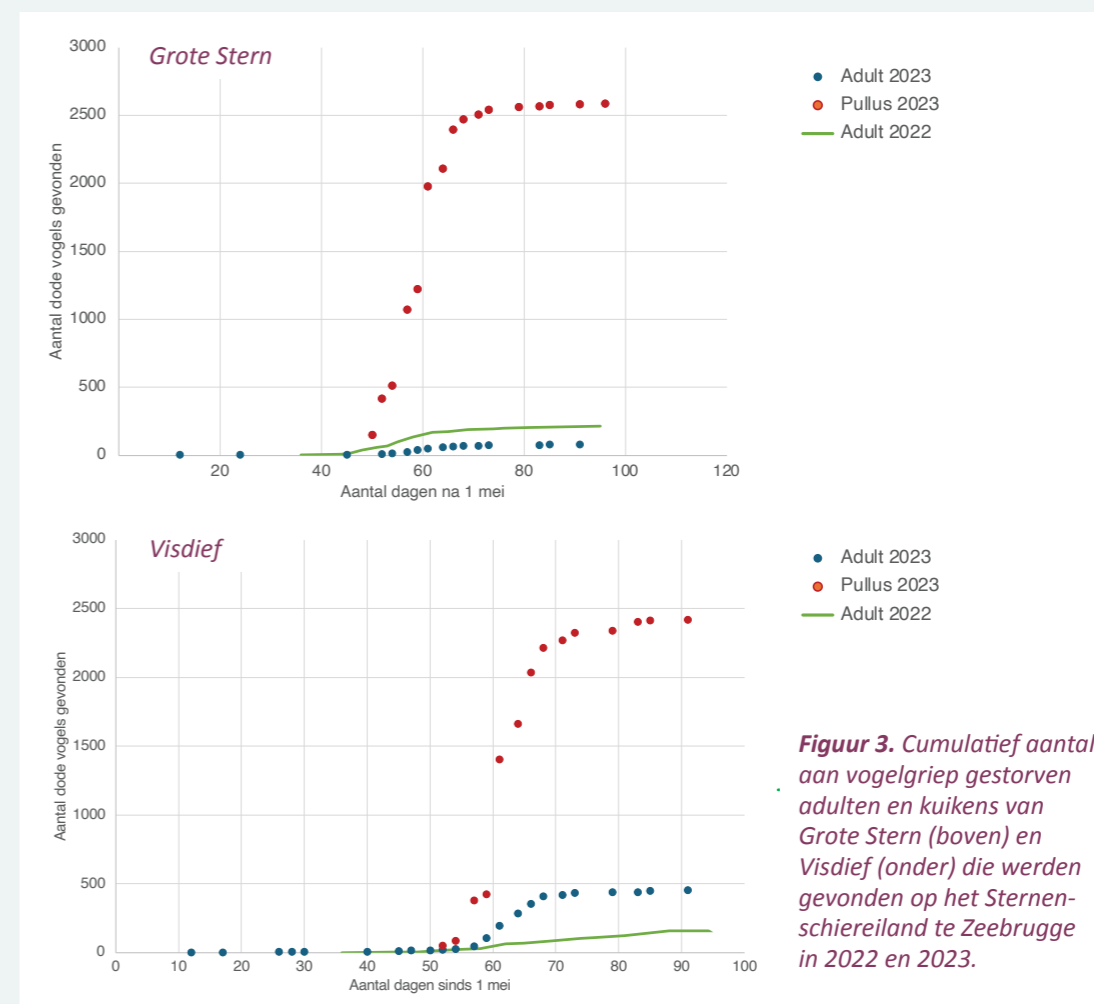 Grote Stern
3000
2500
2000
1500
1000
500
0
Aantal dode vogels gevonden
20 40 60 80 100 120
Aantal dagen na 1 mei
Adult 2023
Pullus 2023
Adult 2022
Visdief
3000
2500
2000
1500
1000
500
0
Aantal dode vogels gevonden
0 10 20 30 40 50 60 70 80 90 100
Aantal dagen sinds 1 mei
Adult 2023
Pullus 2023
Adult 2022
Figuur 3. Cumulatief aantal
aan vogelgriep gestorven
adulten en kuikens van
Grote Stern (boven) en
Visdief (onder) die werden
gevonden op het Sternen-
schiereiland te Zeebrugge
in 2022 en 2023.